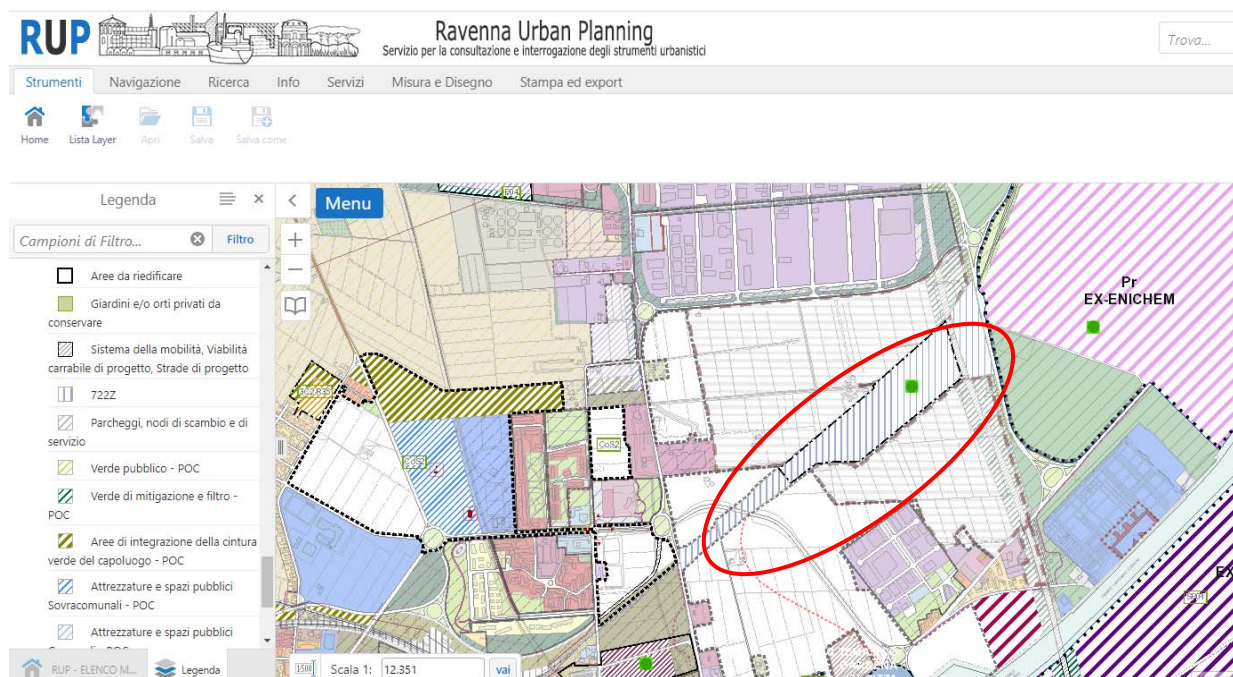 RUP
Ravenna Urban Planning
Servizio per la consultazione e interrogazione degli strumenti urbanistici
Trova...
Strumenti Navigazione Ricerca Info Servizi Misura e Disegno Stampa ed export
Home Lista Layer Apri Salva Salva come
Legenda
Menu
Campioni di Filtro... Filtro
Aree da riedificare
Giardini e/o orti privati da
conservare
Sistema della mobilità, Viabilità
carrabile di progetto, Strade di progetto
722Z
Parcheggi, nodi di scambio e di
servizio
Verde pubblico - POC
Verde di mitigazione e filtro -
POC
Aree di integrazione della cintura
verde del capoluogo - POC
Attrezzature e spazi pubblici
Sovracomunali - POC
Attrezzature e spazi pubblici
Pr
EX-ENICHEM
CoS2
EX
RUP - ELENCO M...
Legenda
Scala 1: 12.351 vai